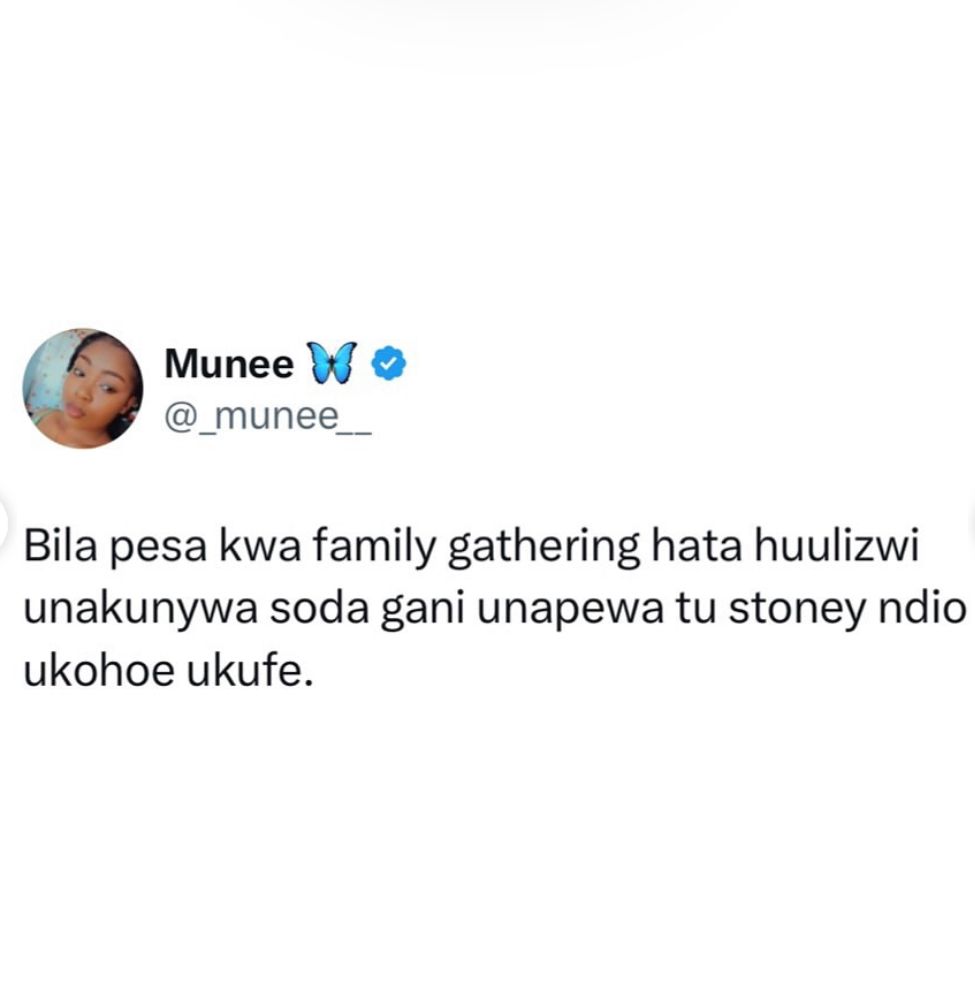 Munee 🦋
@_munee__
Bila pesa kwa family gathering hata huulizwi
unakunywa soda gani unapewa tu stoney ndio
ukohoe ukufe.